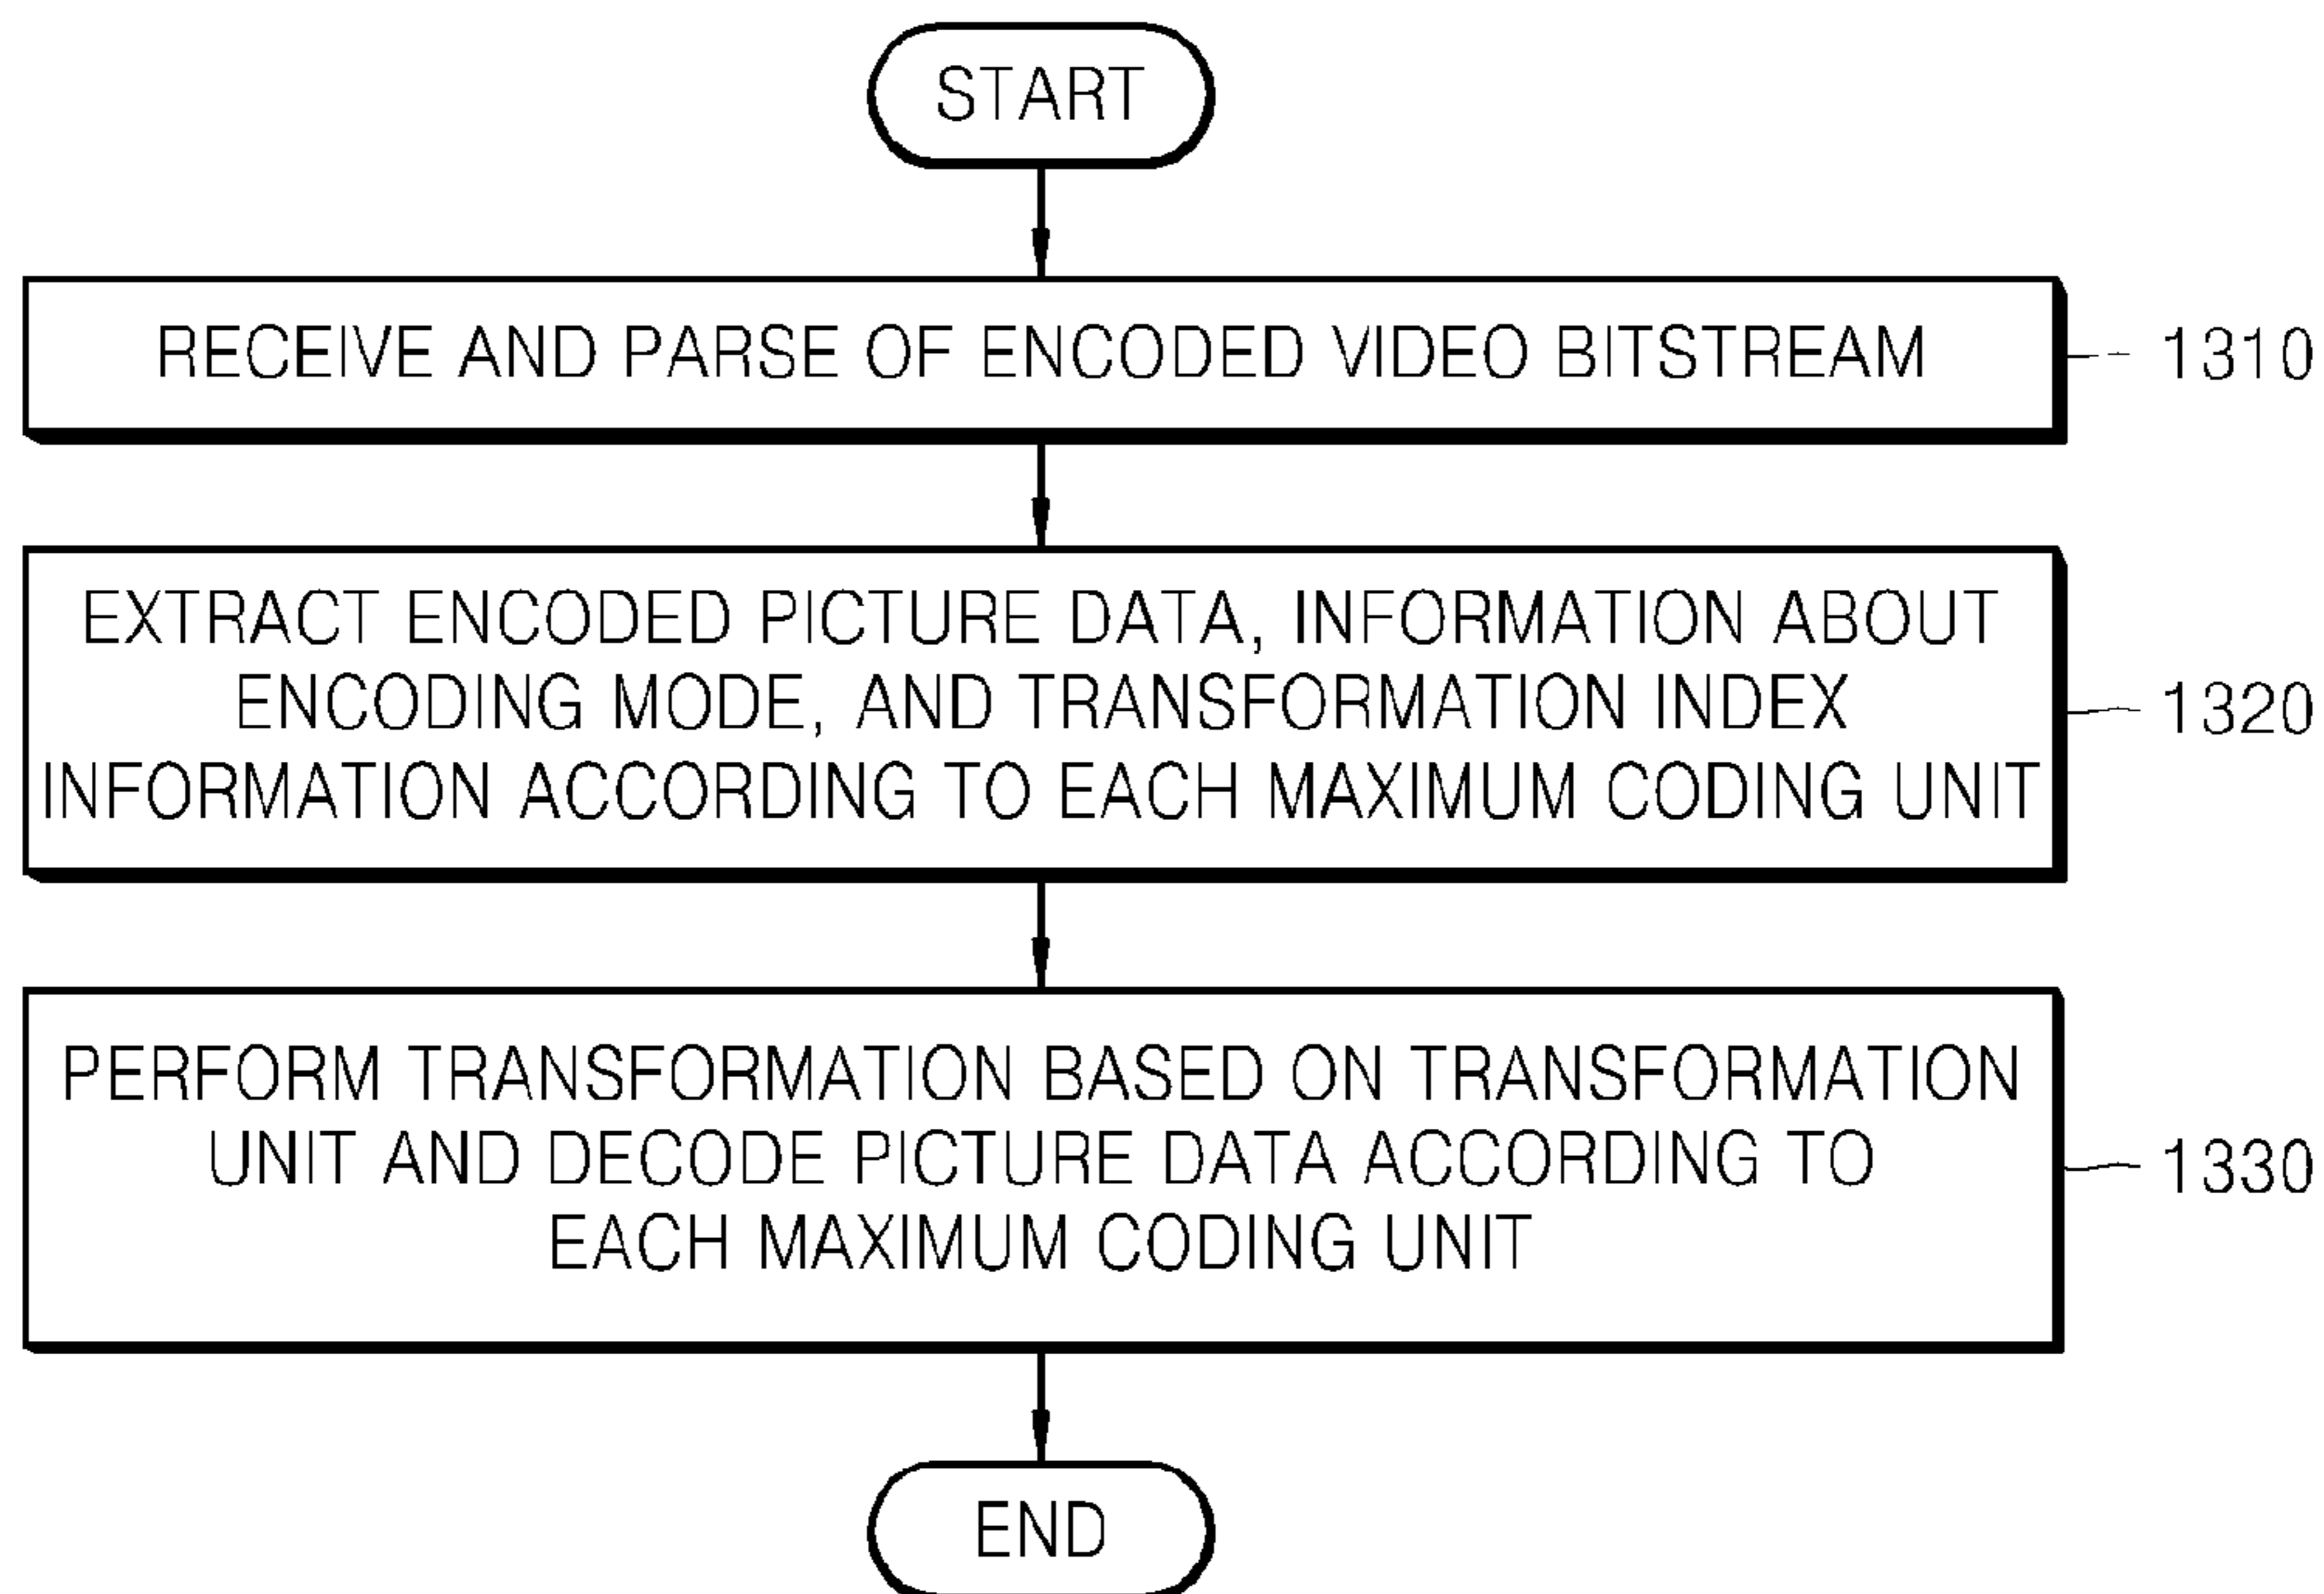 START
RECEIVE AND PARSE OF ENCODED VIDEO BITSTREAM
1310
EXTRACT ENCODED PICTURE DATA, INFORMATION ABOUT
ENCODING MODE, AND TRANSFORMATION INDEX
INFORMATION ACCORDING TO EACH MAXIMUM CODING UNIT
1320
PERFORM TRANSFORMATION BASED ON TRANSFORMATION
UNIT AND DECODE PICTURE DATA ACCORDING TO
EACH MAXIMUM CODING UNIT
1330
END